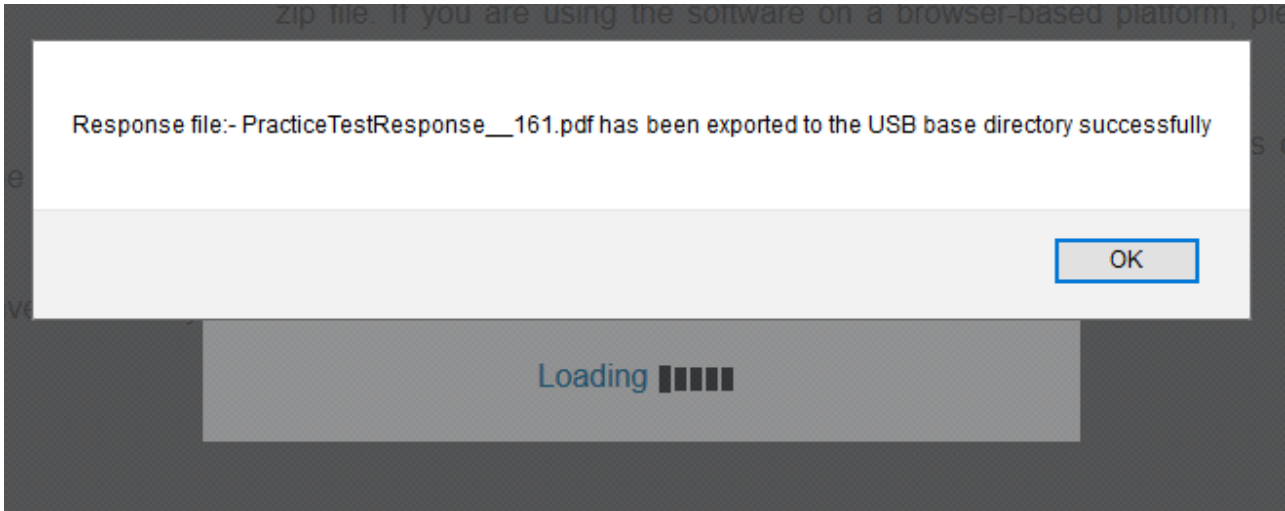 zip file. If you are using the software on a browser-based platform, ple
Response file:- PracticeTestResponse__161.pdf has been exported to the USB base directory successfully
s
e
OK
ve
Loading